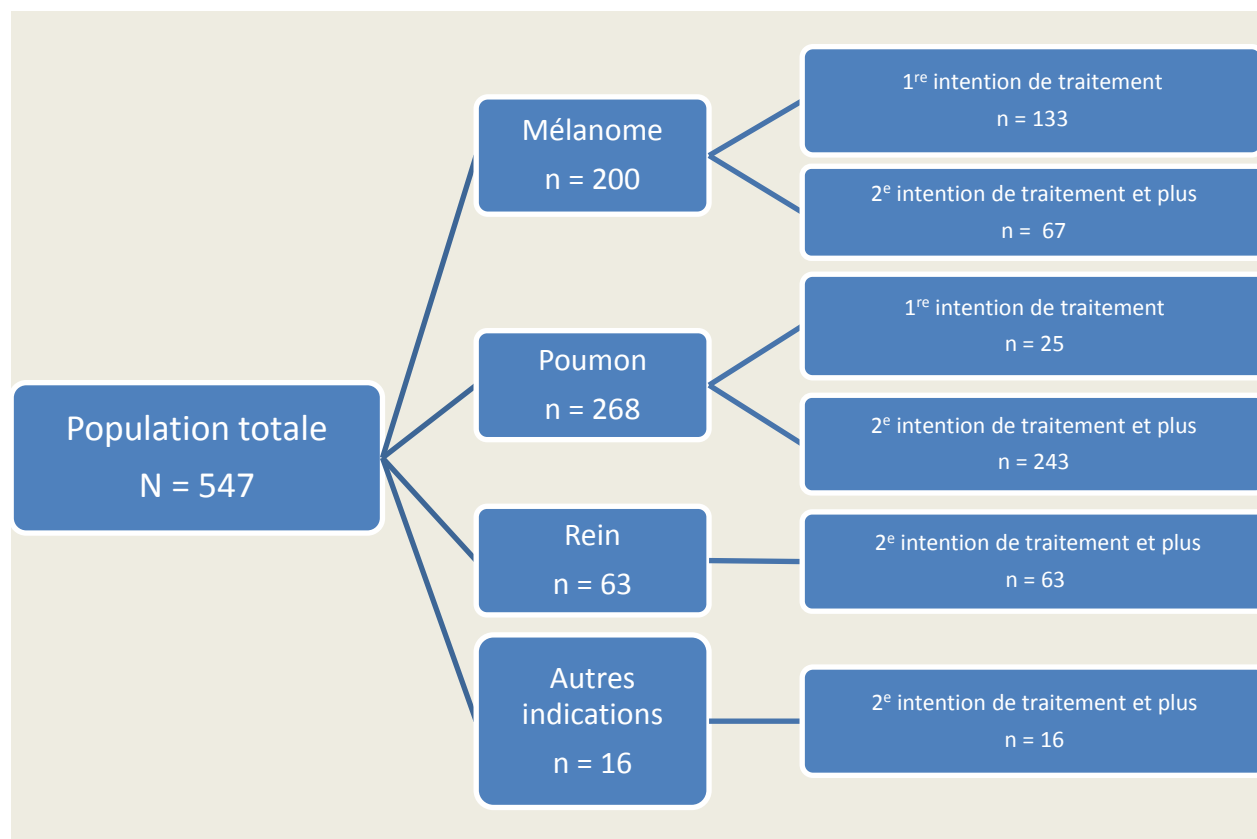 Population totale
N = 547
Mélanome
n = 200
1re intention de traitement
n = 133
2e intention de traitement et plus
n = 67
Poumon
n = 268
1re intention de traitement
n = 25
2e intention de traitement et plus
n = 243
Rein
n = 63
2e intention de traitement et plus
n = 63
Autres
indications
n = 16
2e intention de traitement et plus
n = 16